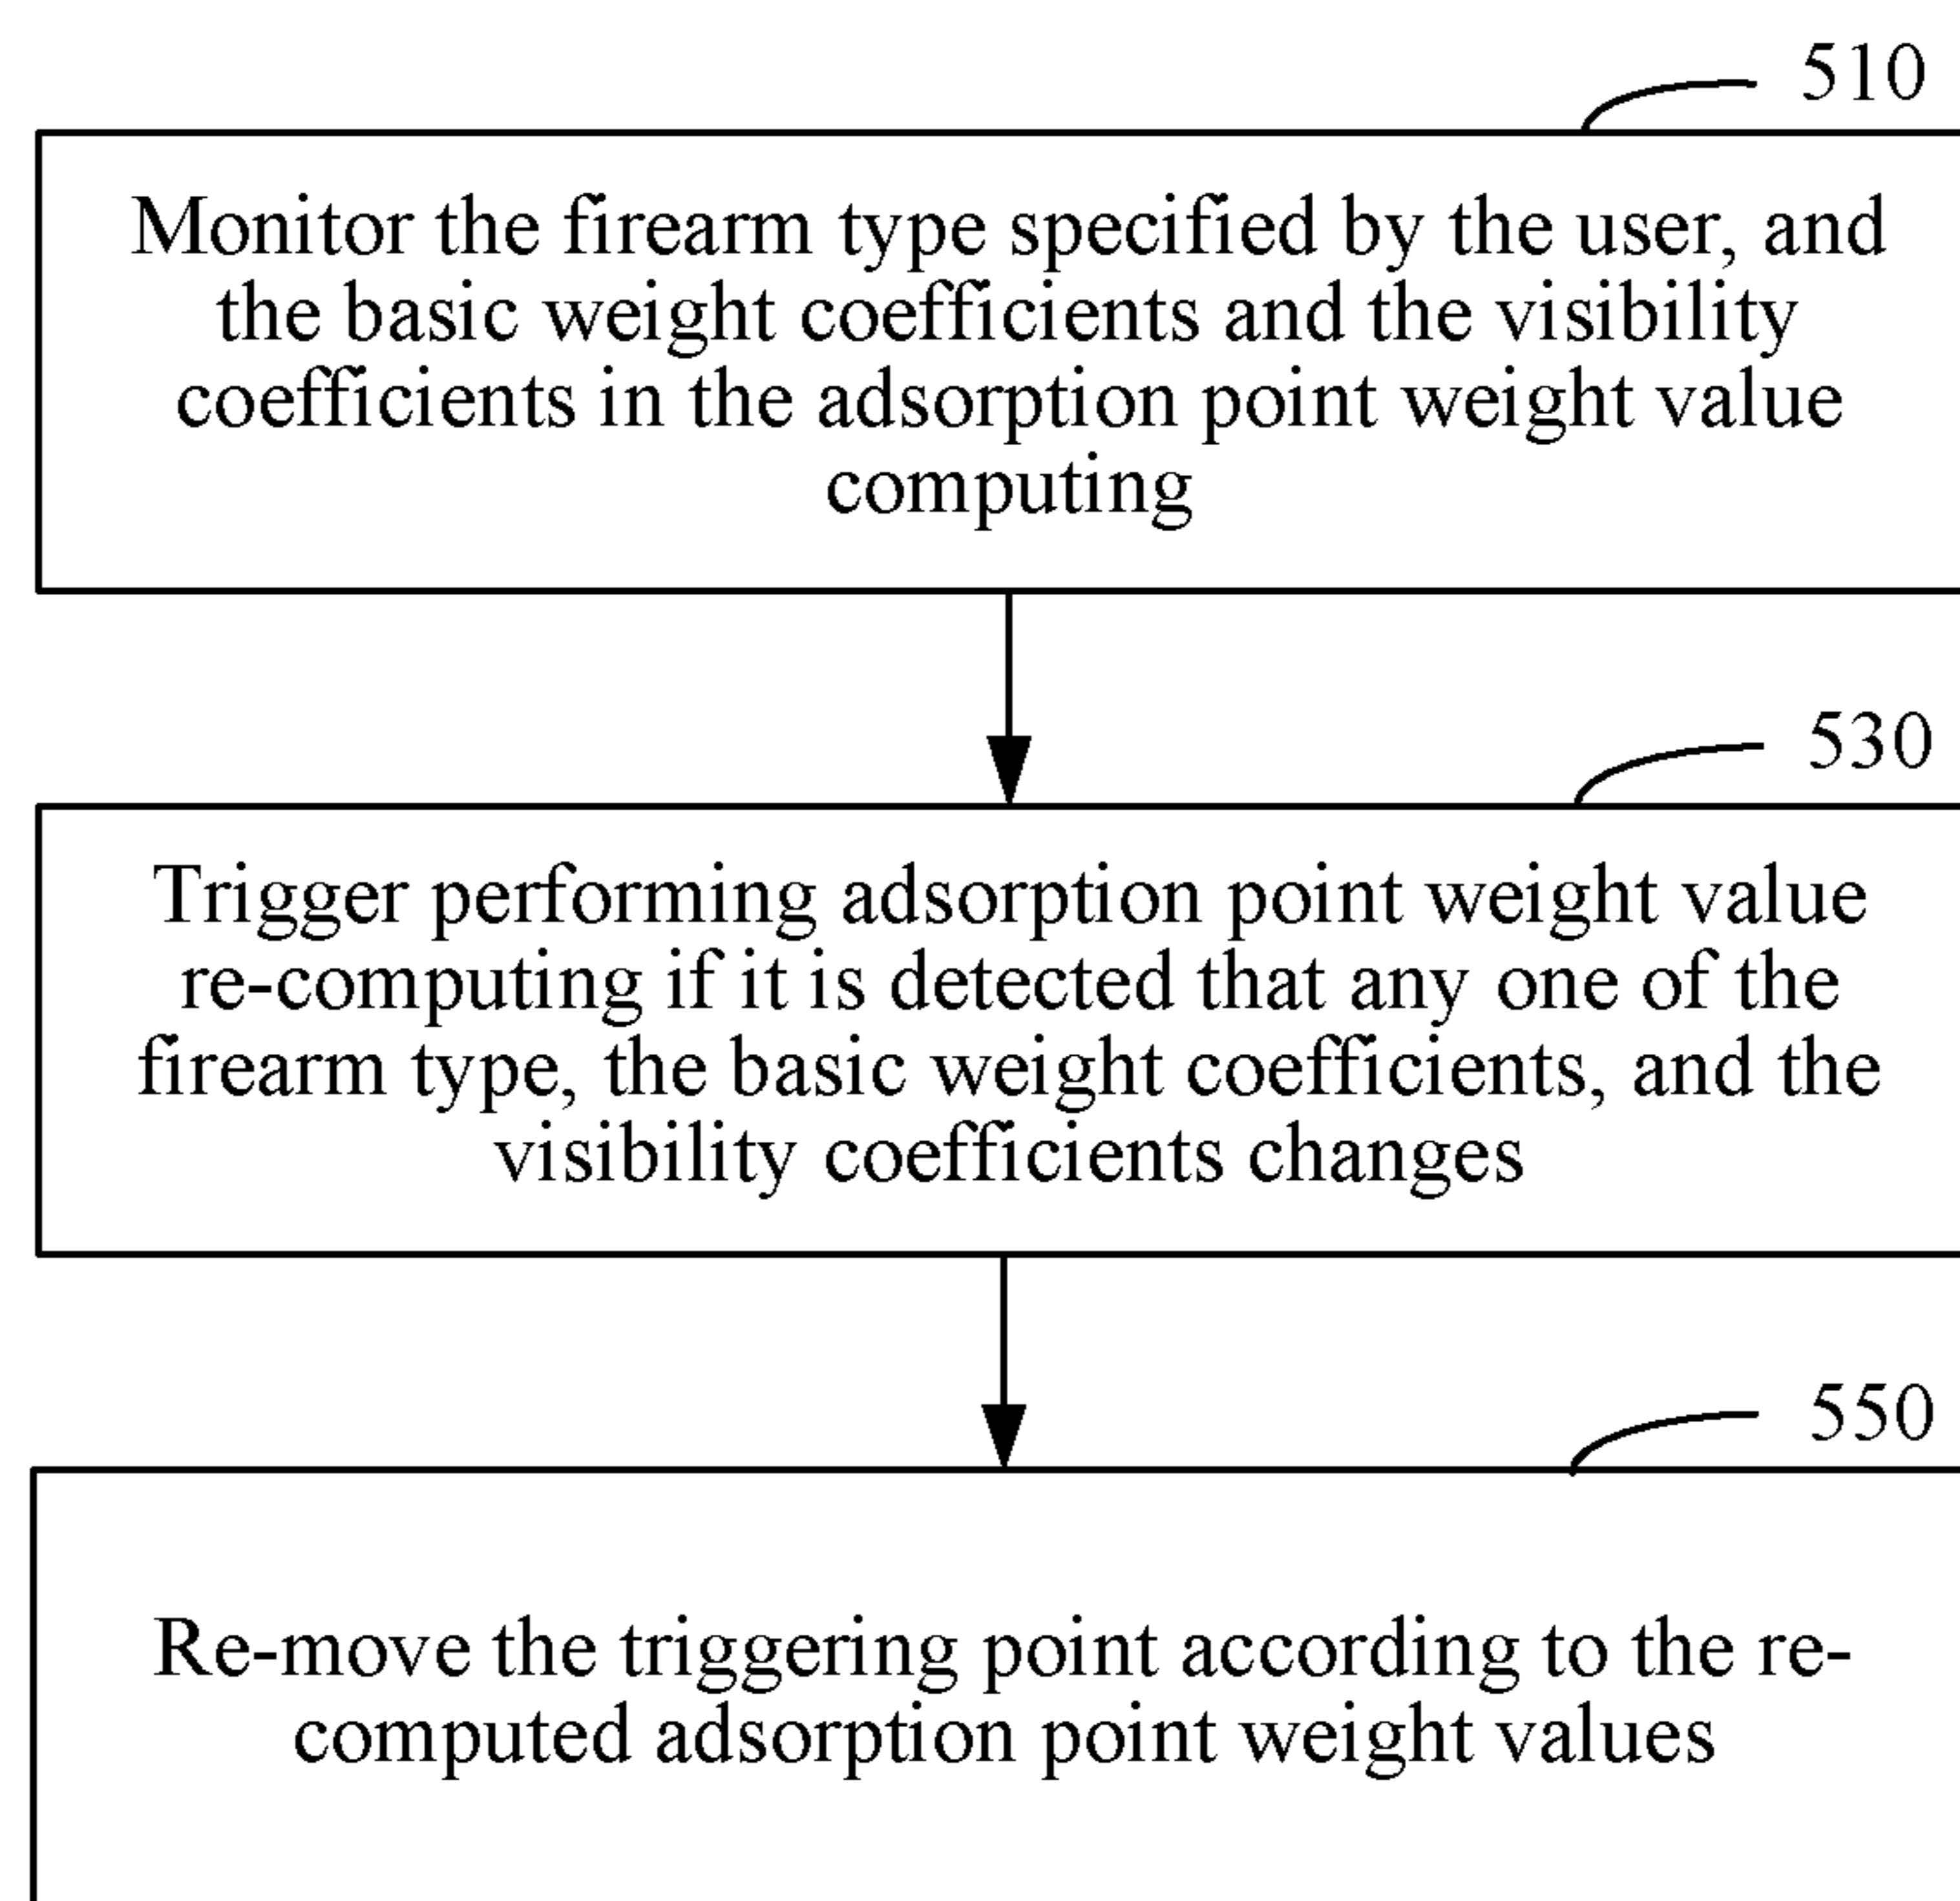 510
Monitor the firearm type specified by the user, and
the basic weight coefficients and the visibility
coefficients in the adsorption point weight value
computing
530
Trigger performing adsorption point weight value
re-computing if it is detected that any one of the
firearm type, the basic weight coefficients, and the
visibility coefficients changes
550
Re-move the triggering point according to the re-
computed adsorption point weight values